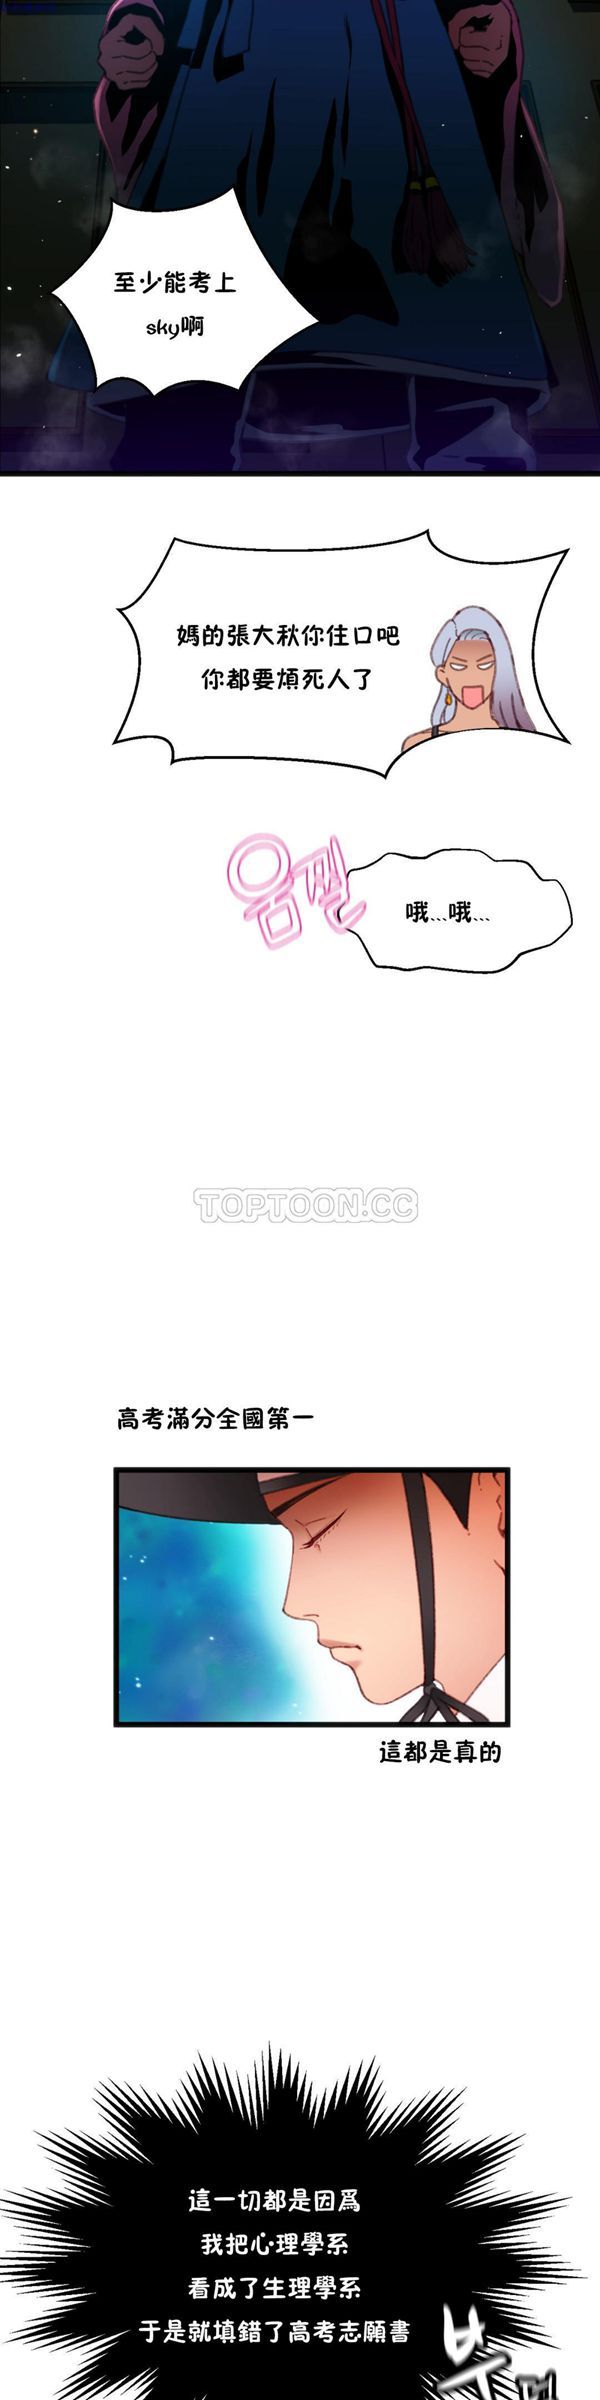 至少能考上
sky啊
媽的張大秋你住口吧
你都要煩死人了
움찔
哦...哦...
TOPTOON.CC
高考滿分全國第一
這都是真的
這一切都是因爲
我把心理學系
看成了生理學系
于是就填錯了高考志願書
부